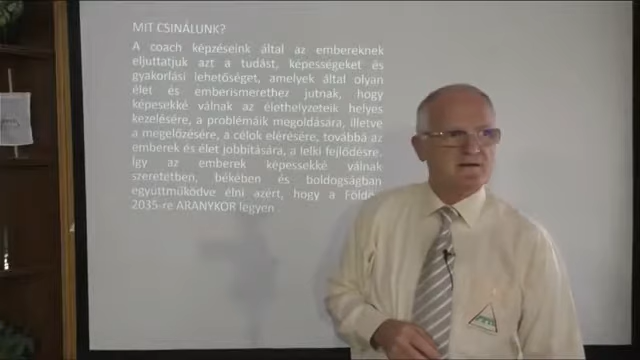 MIT CSINÁLUNK?
A coach képzéseink által az embereknek
eljuttatjuk azt a tudást, képességeket és
gyakorlási lehetőséget, amelyek által olyan
élet és emberismerethez jutnak, hogy
képesekké válnak az élethelyzeteik helyes
kezelésére, a problémáik megoldására, illetve
a megelőzésére, a célok elérésére, továbbá az
emberek és élet jobbítására, a lelki fejlődésre.
Így az emberek képessekké válnak
szeretetben, békében és boldogságban
együttműködve élni azért, hogy a Földön
2035-re ARANYKOR legyen .